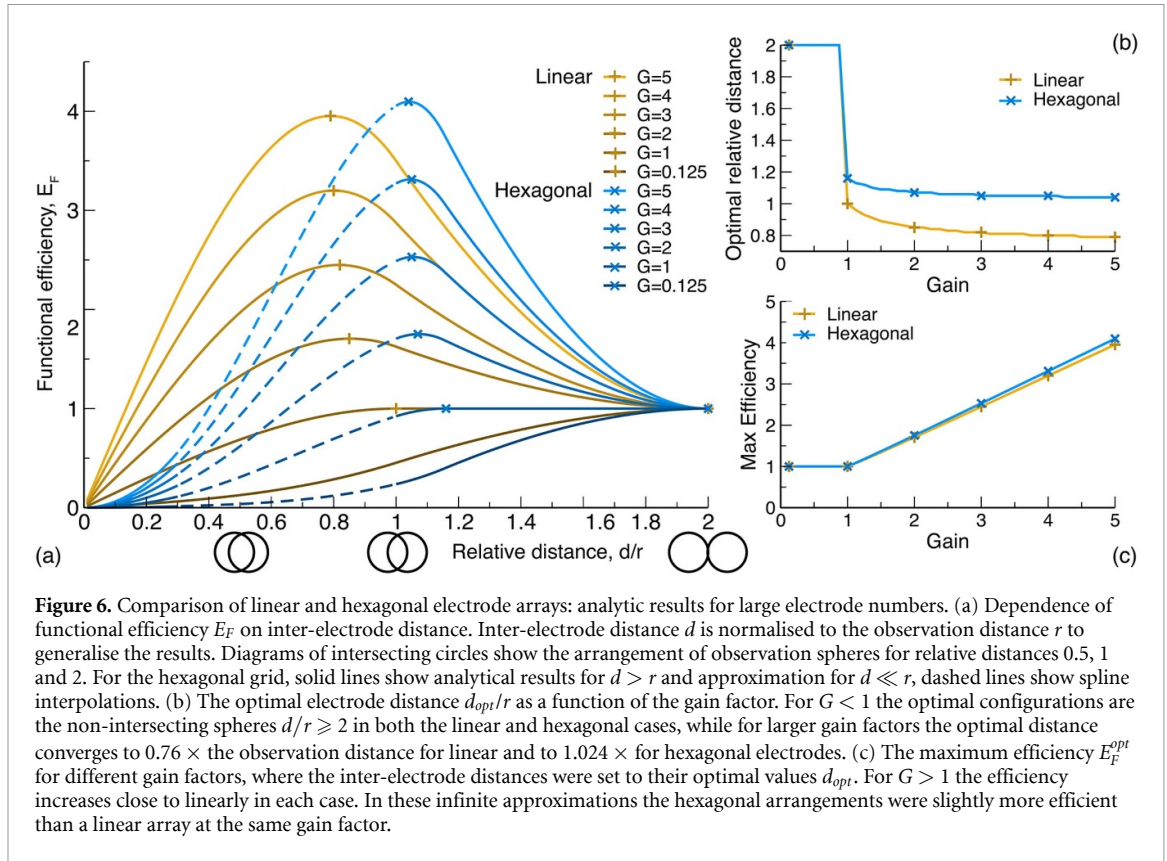 Functional efficiency, E_F
4
3
2
1
0
Linear
G=5
G=4
G=3
G=2
G=1
G=0.125
Hexagonal
G=5
G=4
G=3
G=2
G=1
G=0.125
0 0.2 0.4 0.6 0.8 1 1.2 1.4 1.6 1.8 2
Relative distance, d/r
(a)
Optimal relative distance
2
1.8
1.6
1.4
1.2
1
0.8
(b)
Linear
Hexagonal
0 1 2 3 4 5
Gain
Max Efficiency
5
4
3
2
1
0
Linear
Hexagonal
0 1 2 3 4 5
Gain
(c)
Figure 6. Comparison of linear and hexagonal electrode arrays: analytic results for large electrode numbers. (a) Dependence of
functional efficiency E_F on inter-electrode distance. Inter-electrode distance d is normalised to the observation distance r to
generalise the results. Diagrams of intersecting circles show the arrangement of observation spheres for relative distances 0.5, 1
and 2. For the hexagonal grid, solid lines show analytical results for d > r and approximation for d ≪ r, dashed lines show spline
interpolations. (b) The optimal electrode distance d_opt/r as a function of the gain factor. For G < 1 the optimal configurations are
the non-intersecting spheres d/r ⩾ 2 in both the linear and hexagonal cases, while for larger gain factors the optimal distance
converges to 0.76 × the observation distance for linear and to 1.024 × for hexagonal electrodes. (c) The maximum efficiency E_F^opt
for different gain factors, where the inter-electrode distances were set to their optimal values d_opt. For G > 1 the efficiency
increases close to linearly in each case. In these infinite approximations the hexagonal arrangements were slightly more efficient
than a linear array at the same gain factor.